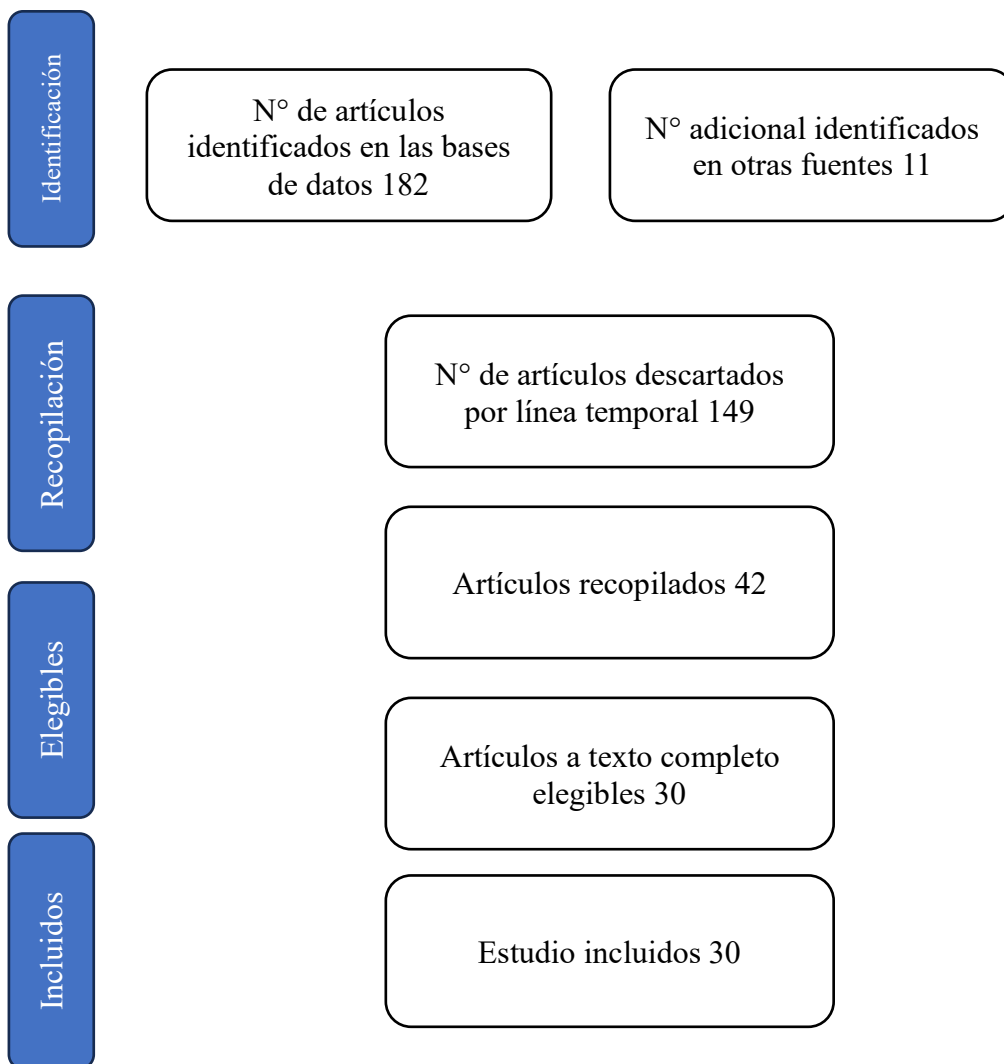 Identificación
N° de artículos
identificados en las bases
de datos 182
N° adicional identificados
en otras fuentes 11
Recopilación
N° de artículos descartados
por línea temporal 149
Artículos recopilados 42
Elegibles
Artículos a texto completo
elegibles 30
Incluidos
Estudio incluidos 30